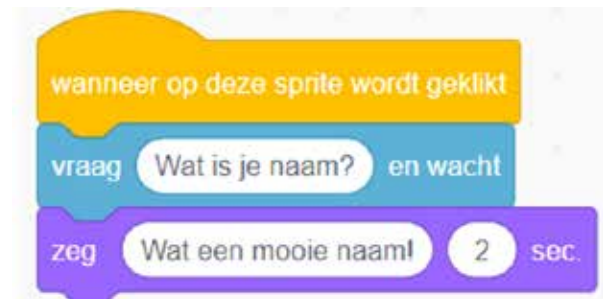 wanneer op deze sprite wordt geklikt
vraag Wat is je naam? en wacht
zeg Wat een mooie naam! 2 sec.